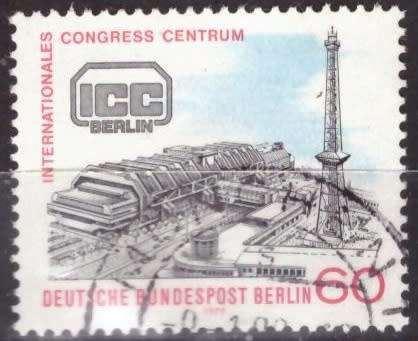 INTERNATIONALES CONGRESS CENTRUM
ICC
BERLIN
DEUTSCHE BUNDESPOST BERLIN 60